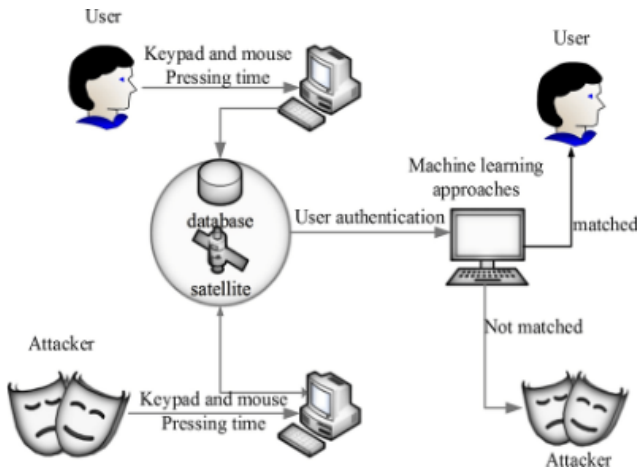 User
Keypad and mouse
Pressing time
User
Machine learning
approaches
database
User authentication
matched
satellite
Not matched
Attacker
Keypad and mouse
Pressing time
Attacker